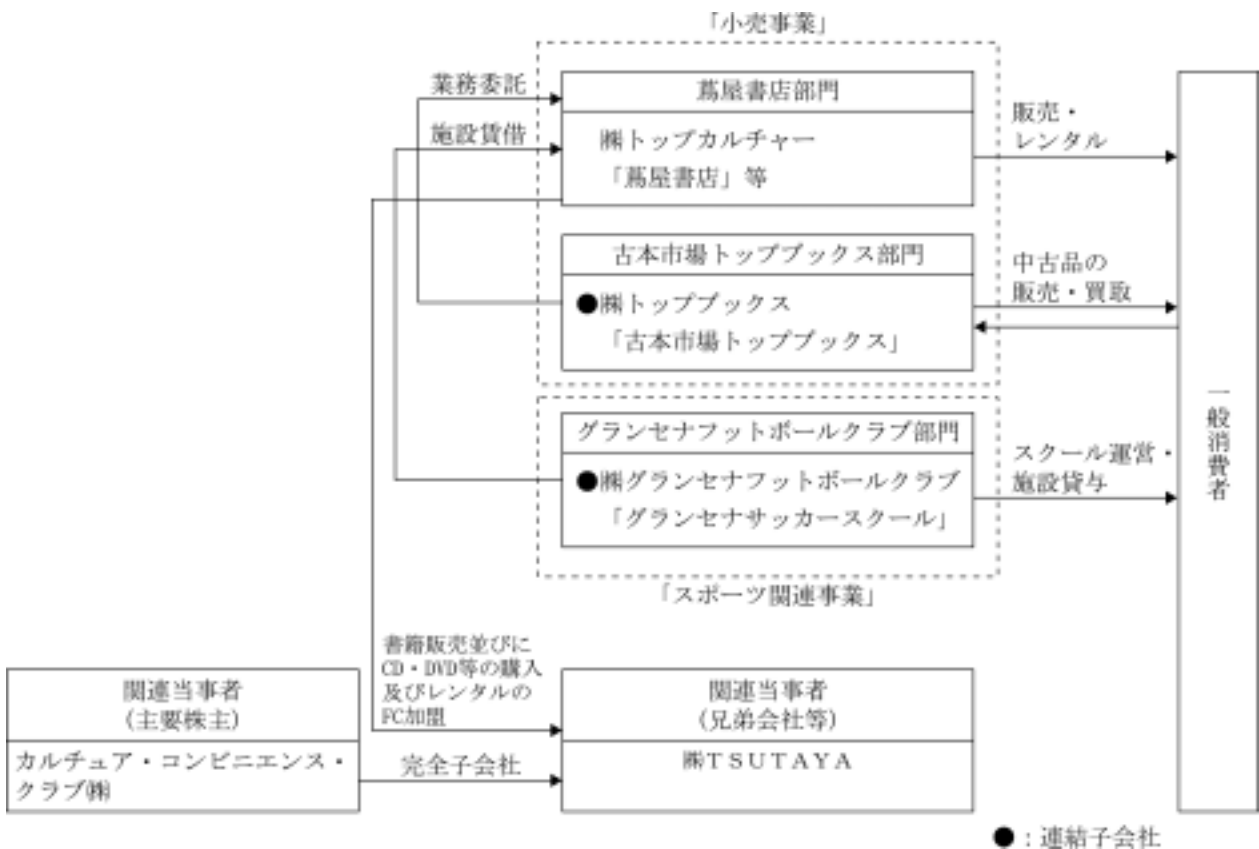 「小売事業」
業務委託
蔦屋書店部門
施設賃借
㈱トップカルチャー
「蔦屋書店」等
販売・
レンタル
古本市場トップブックス部門
●㈱トップブックス
「古本市場トップブックス」
中古品の
販売・買取
グランセナフットボールクラブ部門
●㈱グランセナフットボールクラブ
「グランセナサッカースクール」
スクール運営・
施設貸与
一般消費者
「スポーツ関連事業」
書籍販売並びに
CD・DVD等の購入
及びレンタルの
FC加盟
関連当事者
(主要株主)
カルチュア・コンビニエンス・
クラブ㈱
完全子会社
関連当事者
(兄弟会社等)
㈱TSUTAYA
●：連結子会社